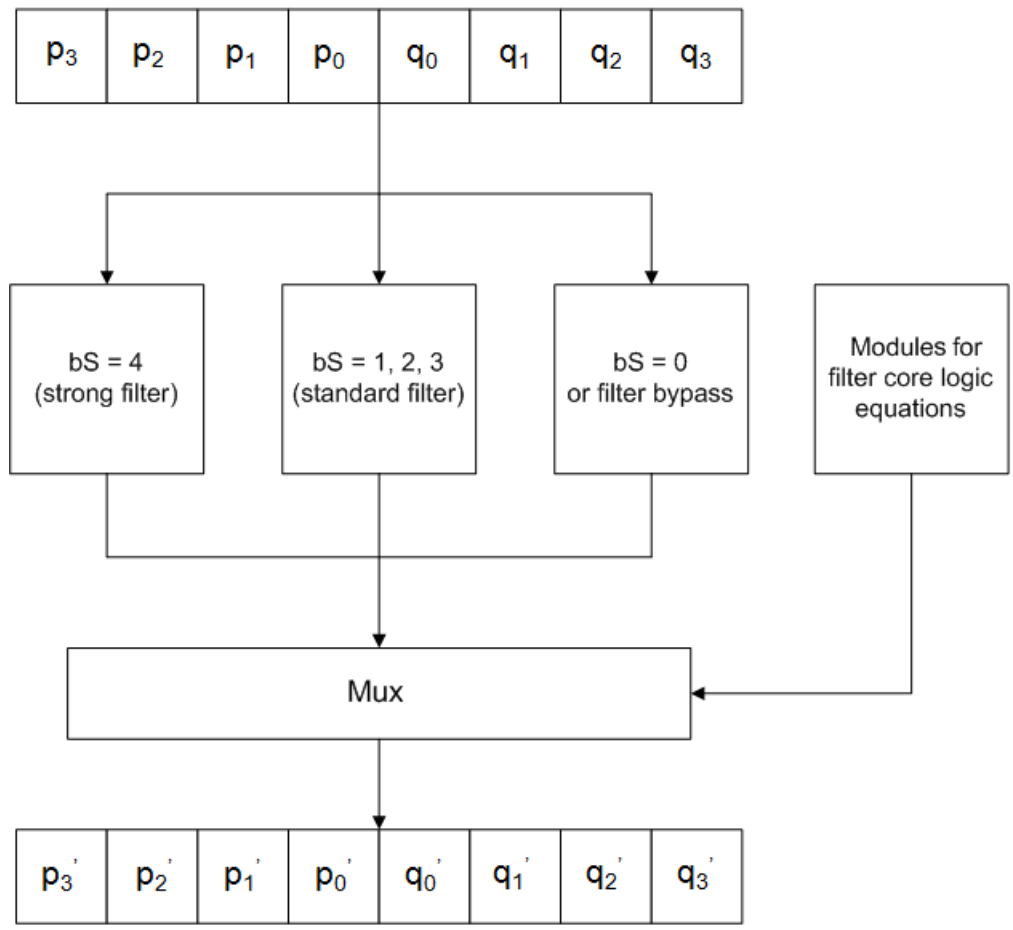 p₃ p₂ p₁ p₀ q₀ q₁ q₂ q₃
bS = 4
(strong filter)
bS = 1, 2, 3
(standard filter)
bS = 0
or filter bypass
Modules for
filter core logic
equations
Mux
p₃' p₂' p₁' p₀' q₀' q₁' q₂' q₃'